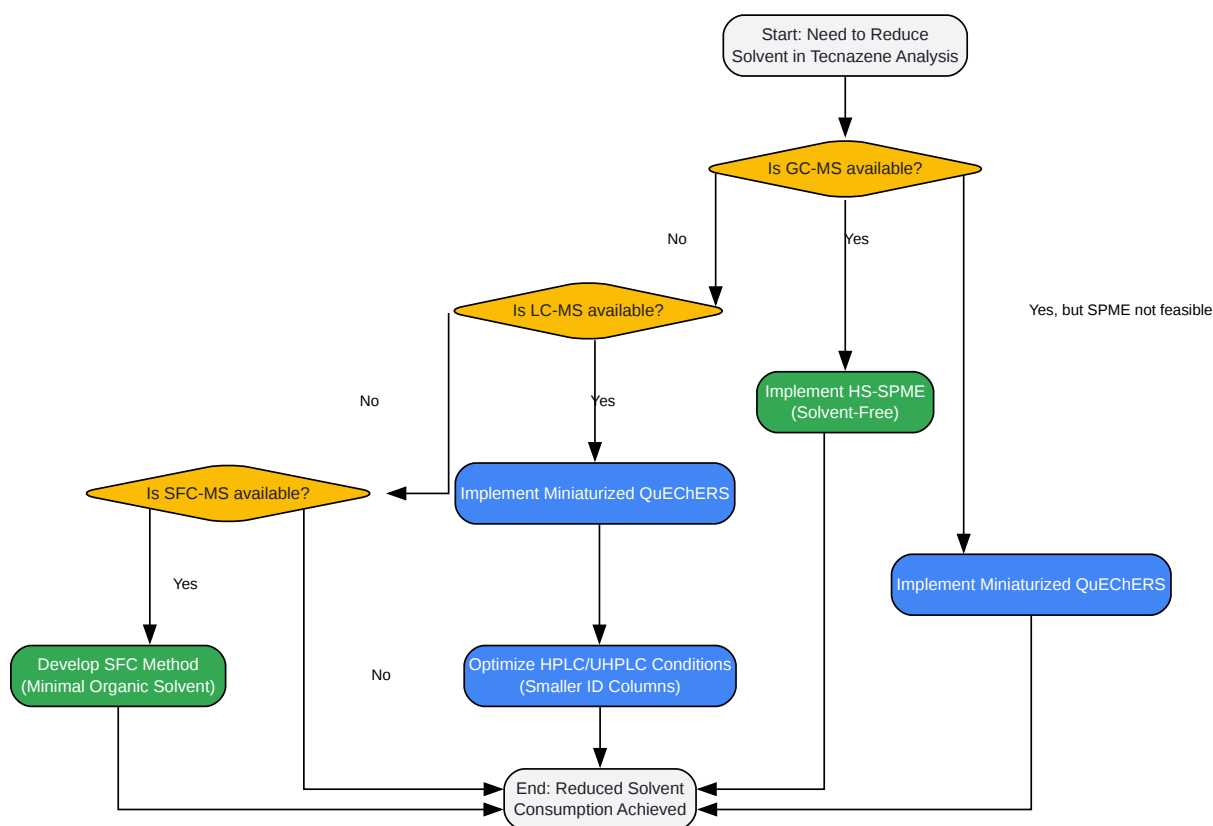 Start: Need to Reduce
Solvent in Tecnazene Analysis
Is GC-MS available?
No
Yes
Is LC-MS available?
Yes, but SPME not feasible
Implement HS-SPME
(Solvent-Free)
No
Yes
Is SFC-MS available?
Implement Miniaturized QuEChERS
Implement Miniaturized QuEChERS
Yes
Develop SFC Method
(Minimal Organic Solvent)
No
Optimize HPLC/UHPLC Conditions
(Smaller ID Columns)
End: Reduced Solvent
Consumption Achieved